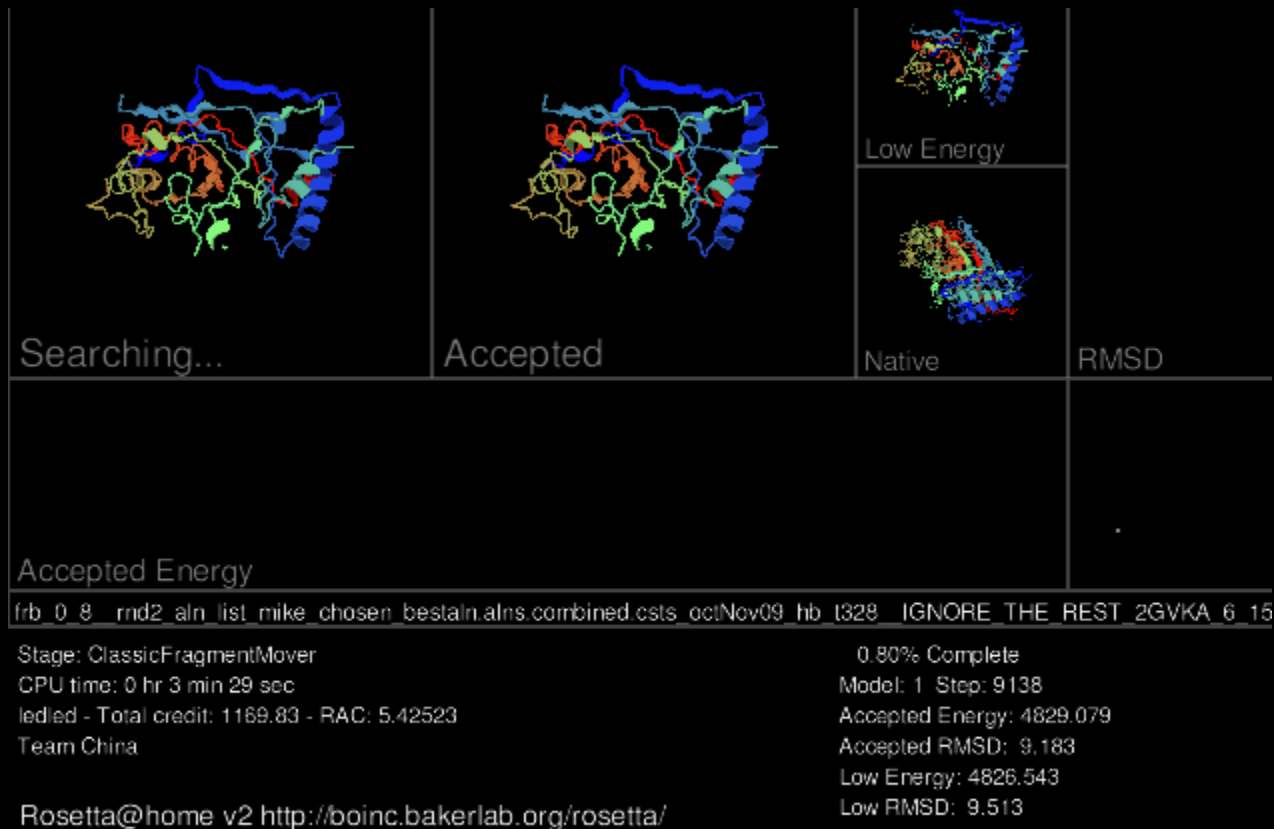 Low Energy
Searching...
Accepted
Native
RMSD
Accepted Energy
frb_0_8__rnd2_aln_list_mike_chosen_bestaln.alns.combined.csts_octNov09_hb_t328__IGNORE_THE_REST_2GVKA_6_15
Stage: ClassicFragmentMover
0.80% Complete
CPU time: 0 hr 3 min 29 sec
Model: 1 Step: 9138
ledled - Total credit: 1169.83 - RAC: 5.42523
Accepted Energy: 4829.079
Team China
Accepted RMSD: 9.183
Low Energy: 4826.543
Rosetta@home v2 http://boinc.bakerlab.org/rosetta/
Low RMSD: 9.513